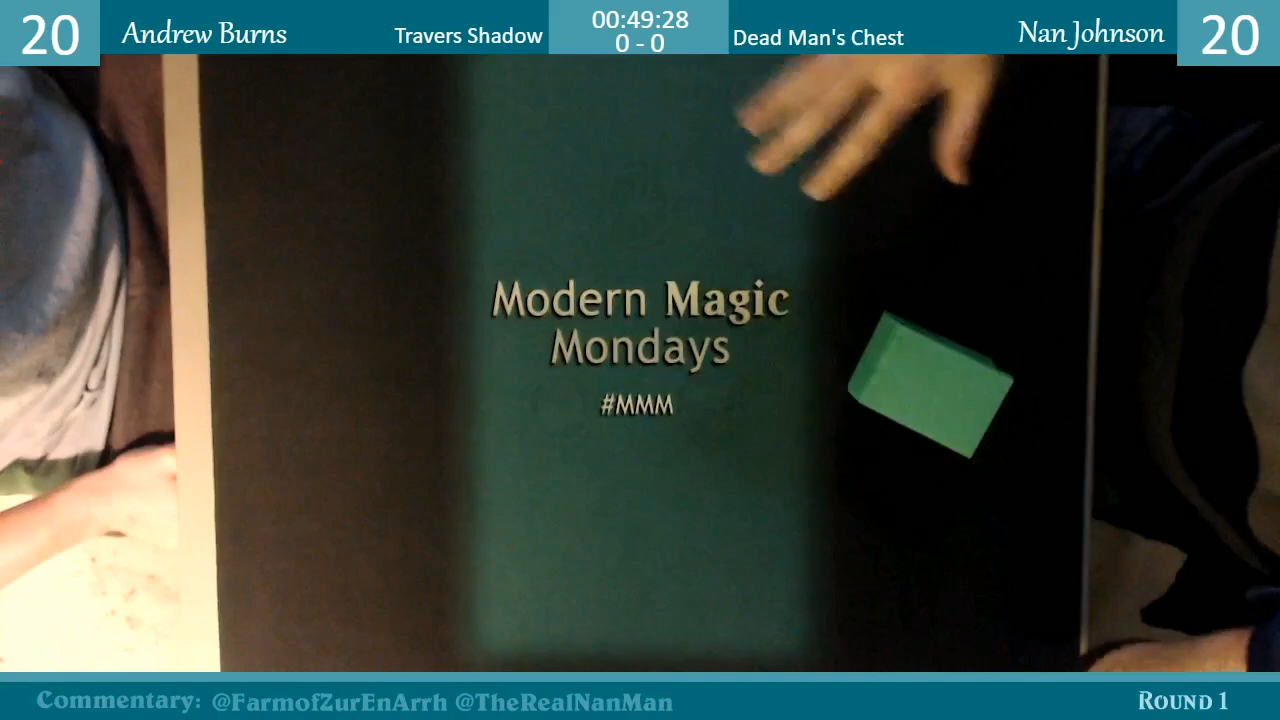 20 Andrew Burns Travers Shadow 00:49:28 Dead Man's Chest Nan Johnson 20
0 - 0
Modern Magic
Mondays
#MMM
Commentary: @FarmofZurEnArrh @TheRealNanMan ROUND 1